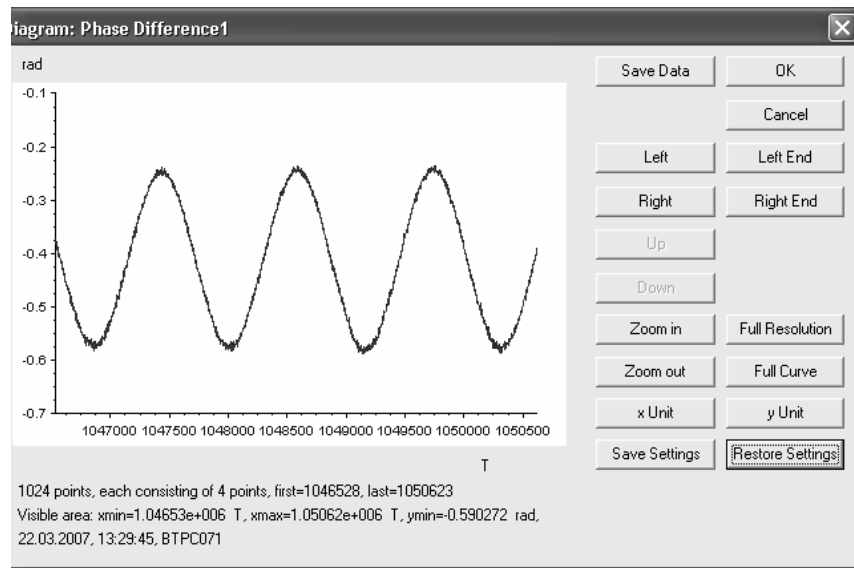 iagram: Phase Difference1
rad
-0.1
-0.2
-0.3
-0.4
-0.5
-0.6
-0.7
1047000 1047500 1048000 1048500 1049000 1049500 1050000 1050500
T
Save Data OK
Cancel
Left Left End
Right Right End
Up
Down
Zoom in Full Resolution
Zoom out Full Curve
x Unit y Unit
Save Settings Restore Settings
1024 points, each consisting of 4 points, first=1046528, last=1050623
Visible area: xmin=1.04653e+006 T, xmax=1.05062e+006 T, ymin=-0.590272 rad,
22.03.2007, 13:29:45, BTPC071